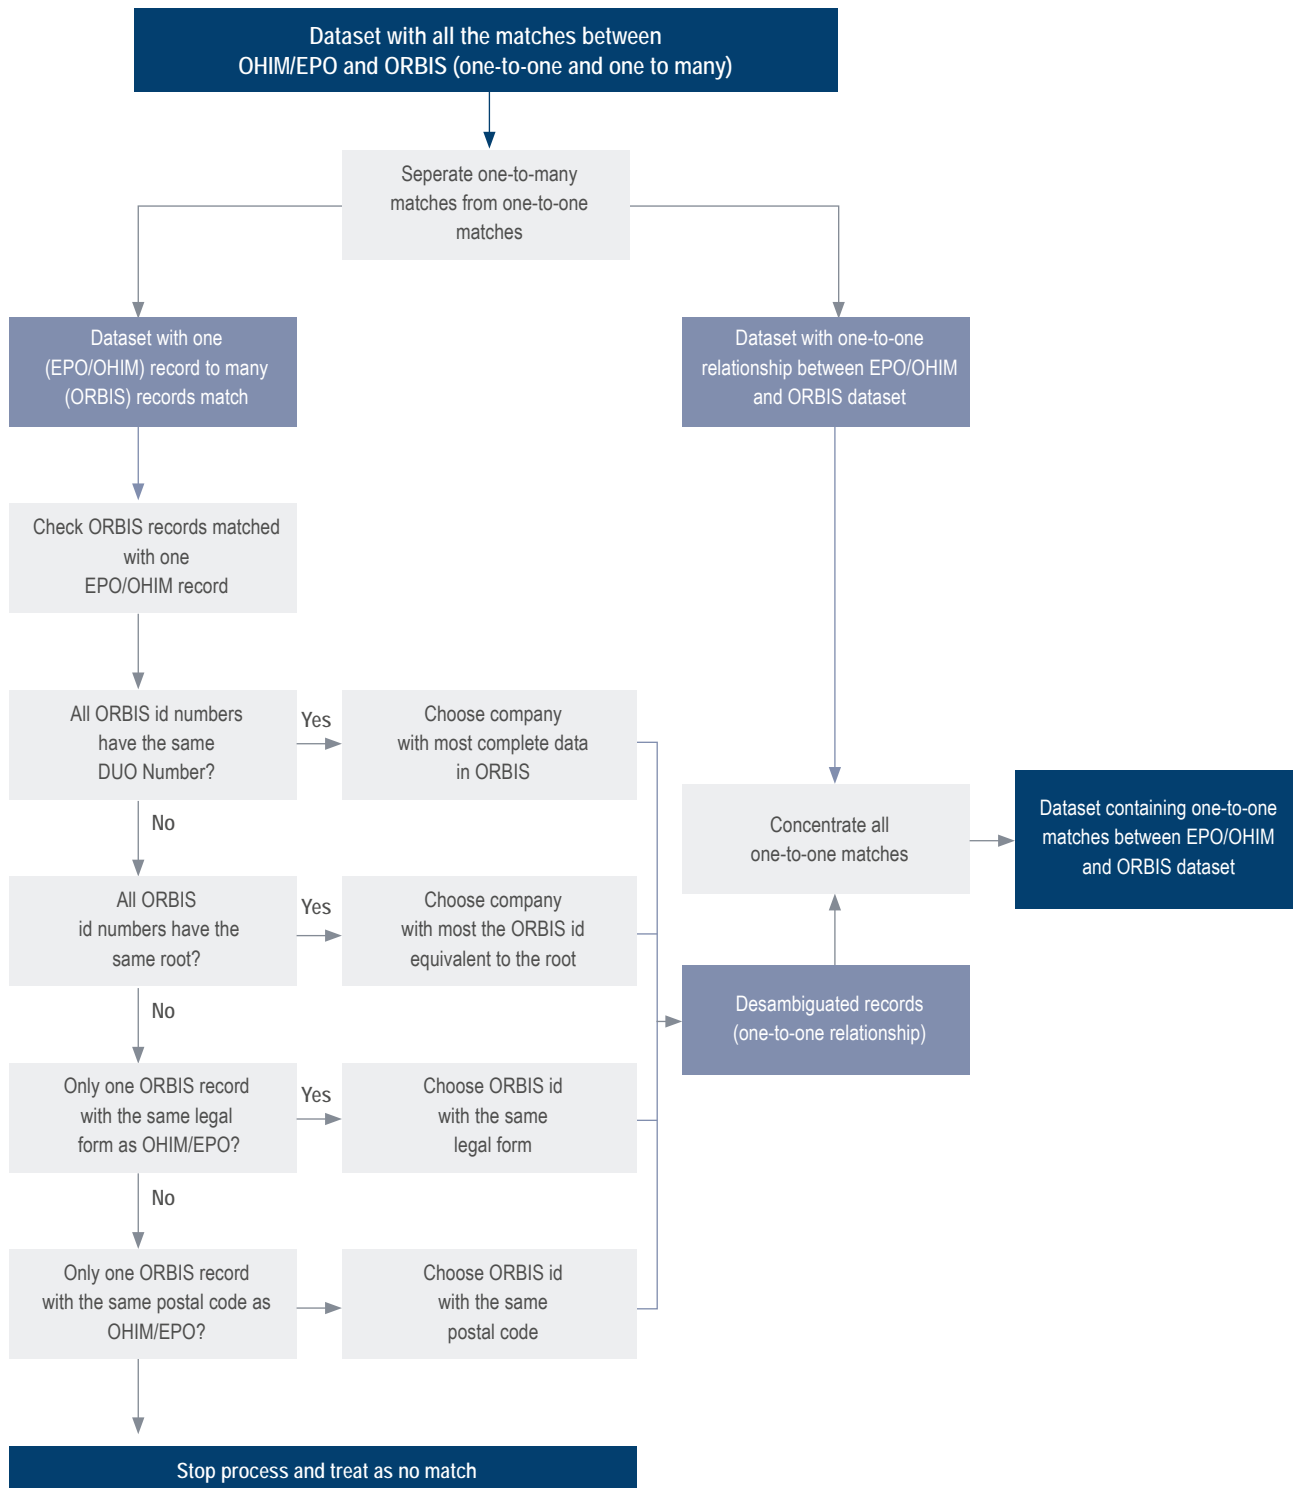 Dataset with all the matches between
OHIM/EPO and ORBIS (one-to-one and one to many)
Seperate one-to-many
matches from one-to-one
matches
Dataset with one
(EPO/OHIM) record to many
(ORBIS) records match
Dataset with one-to-one
relationship between EPO/OHIM
and ORBIS dataset
Check ORBIS records matched
with one
EPO/OHIM record
All ORBIS id numbers
have the same
DUO Number?
Yes
Choose company
with most complete data
in ORBIS
No
Concentrate all
one-to-one matches
Dataset containing one-to-one
matches between EPO/OHIM
and ORBIS dataset
All ORBIS
id numbers have the
same root?
Yes
Choose company
with most the ORBIS id
equivalent to the root
No
Desambiguated records
(one-to-one relationship)
Only one ORBIS record
with the same legal
form as OHIM/EPO?
Yes
Choose ORBIS id
with the same
legal form
No
Only one ORBIS record
with the same postal code as
OHIM/EPO?
Choose ORBIS id
with the same
postal code
Stop process and treat as no match